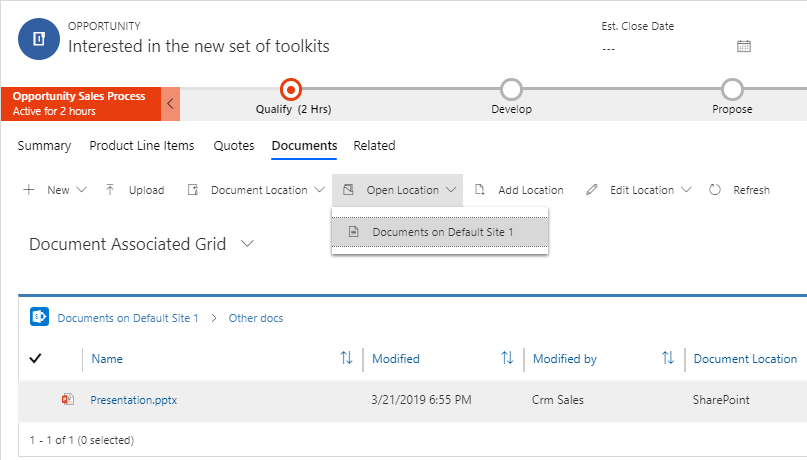 OPPORTUNITY
Interested in the new set of toolkits
Est. Close Date
---
Opportunity Sales Process
Active for 2 hours
Qualify (2 Hrs)
Develop
Propose
Summary Product Line Items Quotes Documents Related
New Upload Document Location Open Location Add Location Edit Location Refresh
Documents on Default Site 1
Document Associated Grid
Documents on Default Site 1 > Other docs
Name Modified Modified by Document Location
Presentation.pptx 3/21/2019 6:55 PM Crm Sales SharePoint
1 - 1 of 1 (0 selected)